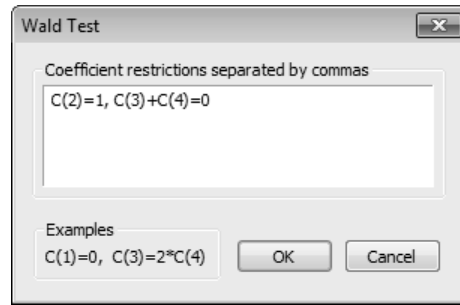 Wald Test
Coefficient restrictions separated by commas
C(2)=1, C(3)+C(4)=0
Examples
C(1)=0, C(3)=2*C(4)
OK
Cancel